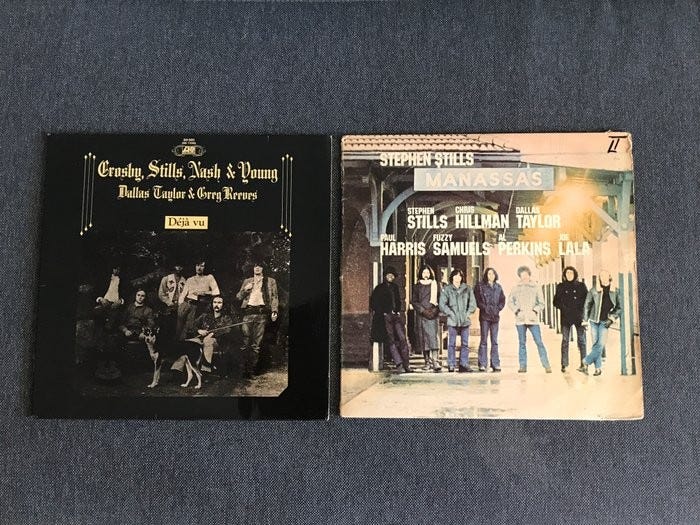 Crosby, Stills, Nash & Young
Dallas Taylor & Greg Reeves
Déjà vu
STEPHEN STILLS
MANASSAS
STEPHEN CHRIS DALLAS
STILLS HILLMAN TAYLOR
PAUL FUZZY AL JOE
HARRIS SAMUELS PERKINS LALA